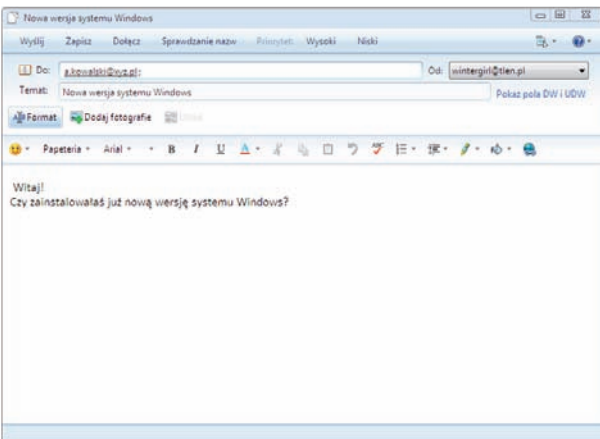 Nowa wersja systemu Windows
Wyślij Zapisz Dołącz Sprawdzanie nazw Priorytet: Wysoki Niski
Do: a.kowalski@xyz.pl; Od: wintergirl@tlen.pl
Temat: Nowa wersja systemu Windows Pokaż pola DW i UDW
Format Dodaj fotografie
Papeteria Arial B I U A
Witaj!
Czy zainstalowałaś już nową wersję systemu Windows?